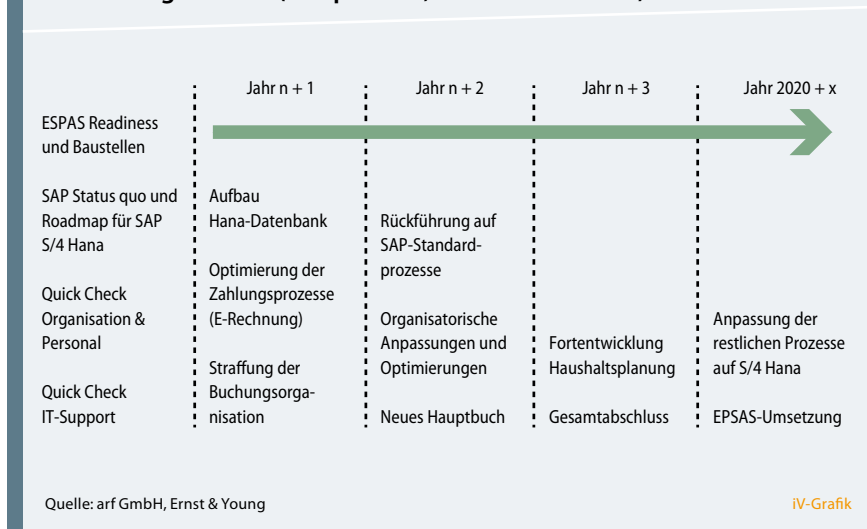 Jahr n + 1
Jahr n + 2
Jahr n + 3
Jahr 2020 + x
ESPAS Readiness
und Baustellen
SAP Status quo und
Roadmap für SAP
S/4 Hana
Quick Check
Organisation &
Personal
Quick Check
IT-Support
Aufbau
Hana-Datenbank
Optimierung der
Zahlungsprozesse
(E-Rechnung)
Straffung der
Buchungsorga-
nisation
Rückführung auf
SAP-Standard-
prozesse
Organisatorische
Anpassungen und
Optimierungen
Neues Hauptbuch
Fortentwicklung
Haushaltsplanung
Gesamtabschluss
Anpassung der
restlichen Prozesse
auf S/4 Hana
EPSAS-Umsetzung
Quelle: arf GmbH, Ernst & Young
iV-Grafik